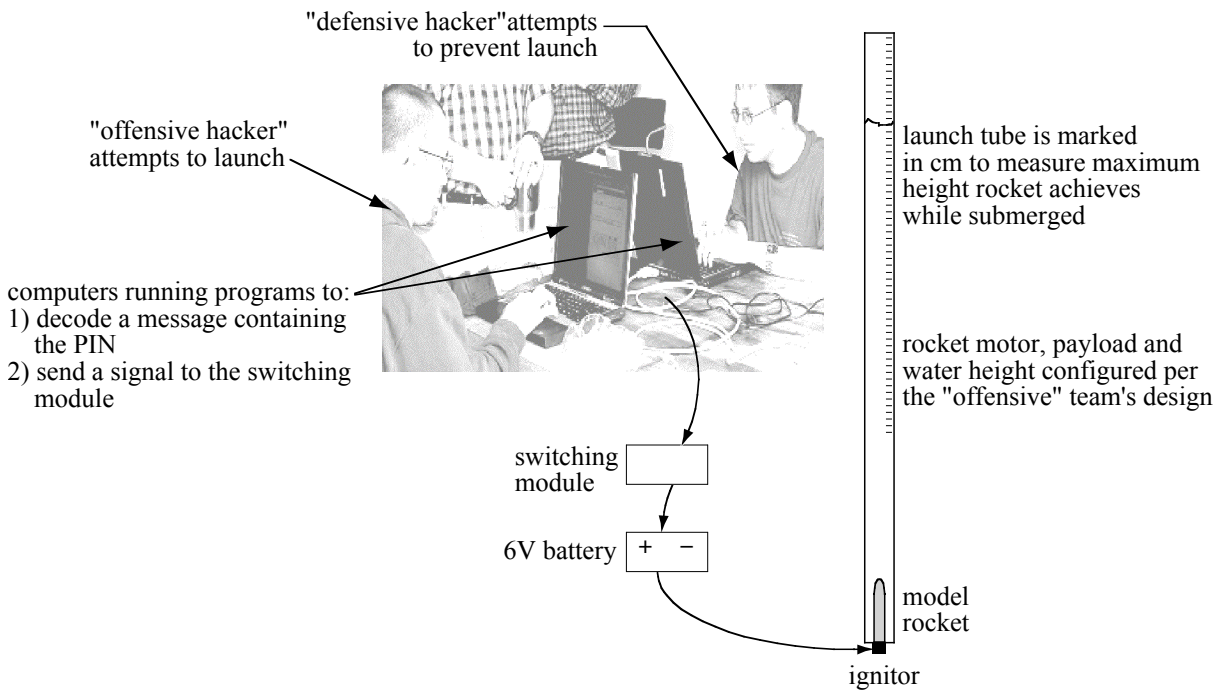 "defensive hacker"attempts
to prevent launch
"offensive hacker"
attempts to launch
launch tube is marked
in cm to measure maximum
height rocket achieves
while submerged
computers running programs to:
1) decode a message containing
the PIN
2) send a signal to the switching
module
rocket motor, payload and
water height configured per
the "offensive" team's design
switching
module
6V battery
+ −
model
rocket
ignitor